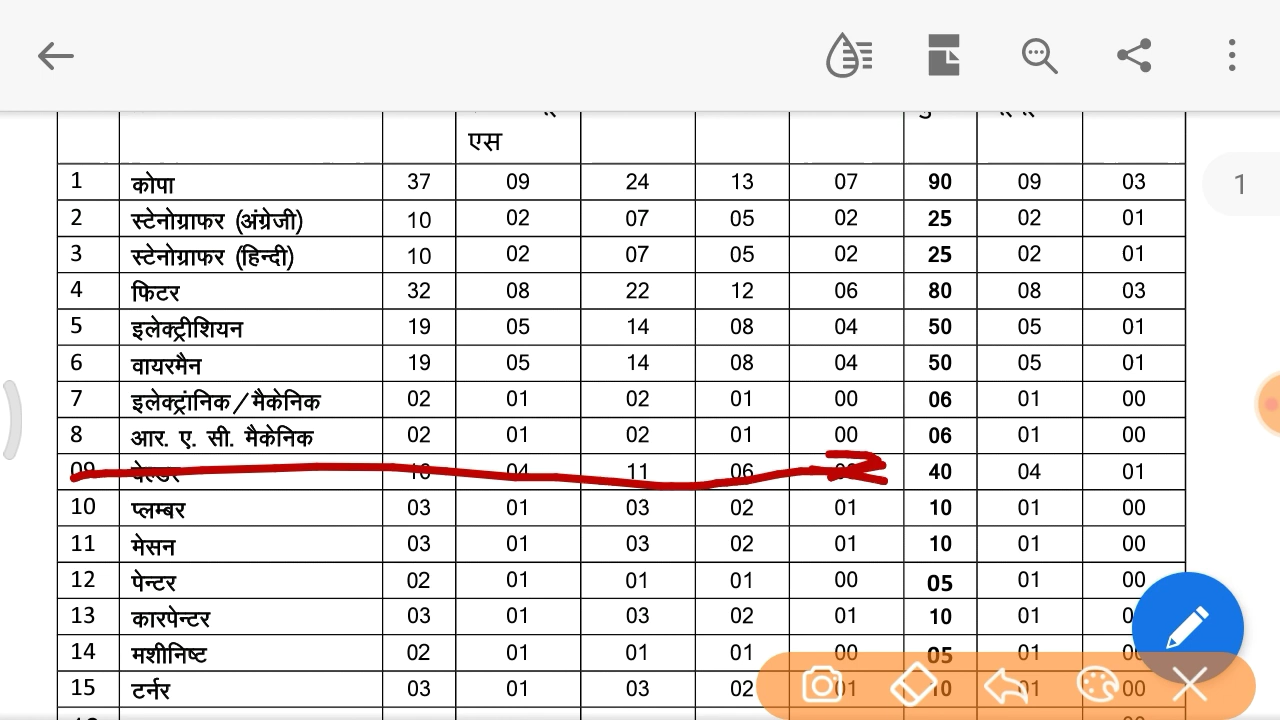 एस
1 कोपा 37 09 24 13 07 90 09 03
2 स्टेनोग्राफर (अंग्रेजी) 10 02 07 05 02 25 02 01
3 स्टेनोग्राफर (हिन्दी) 10 02 07 05 02 25 02 01
4 फिटर 32 08 22 12 06 80 08 03
5 इलेक्ट्रीशियन 19 05 14 08 04 50 05 01
6 वायरमैन 19 05 14 08 04 50 05 01
7 इलेक्ट्रांनिक/मैकेनिक 02 01 02 01 00 06 01 00
8 आर. ए. सी. मैकेनिक 02 01 02 01 00 06 01 00
09 वेल्डर 16 04 11 06 40 04 01
10 प्लम्बर 03 01 03 02 01 10 01 00
11 मेसन 03 01 03 02 01 10 01 00
12 पेन्टर 02 01 01 01 00 05 01 00
13 कारपेन्टर 03 01 03 02 01 10 01
14 मशीनिष्ट 02 01 01 01 00 05 01
15 टर्नर 03 01 03 02 01 10 01 00
1